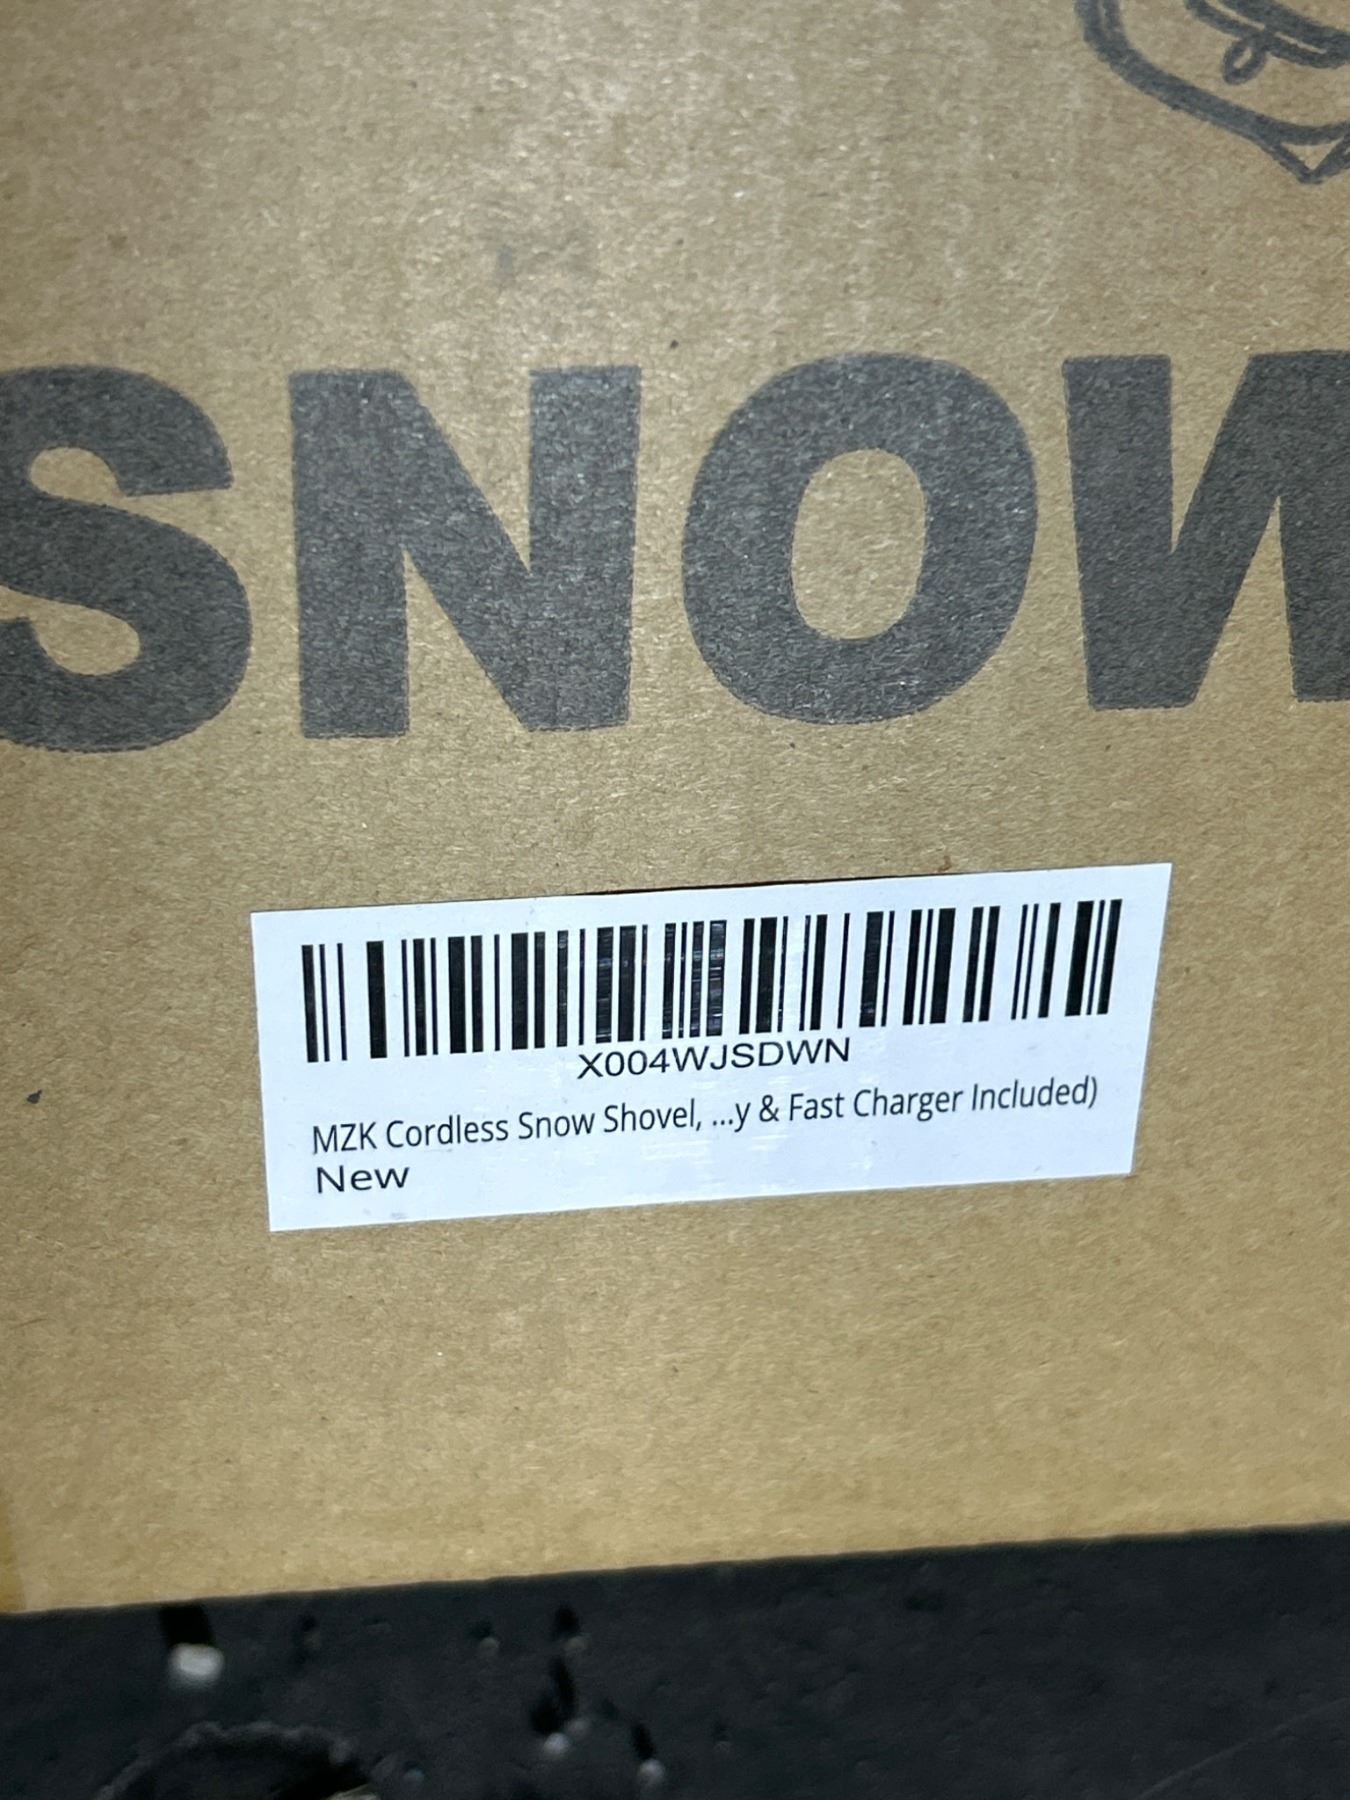 SNOW
X004WJSDWN
MZK Cordless Snow Shovel, ...y & Fast Charger Included)
New